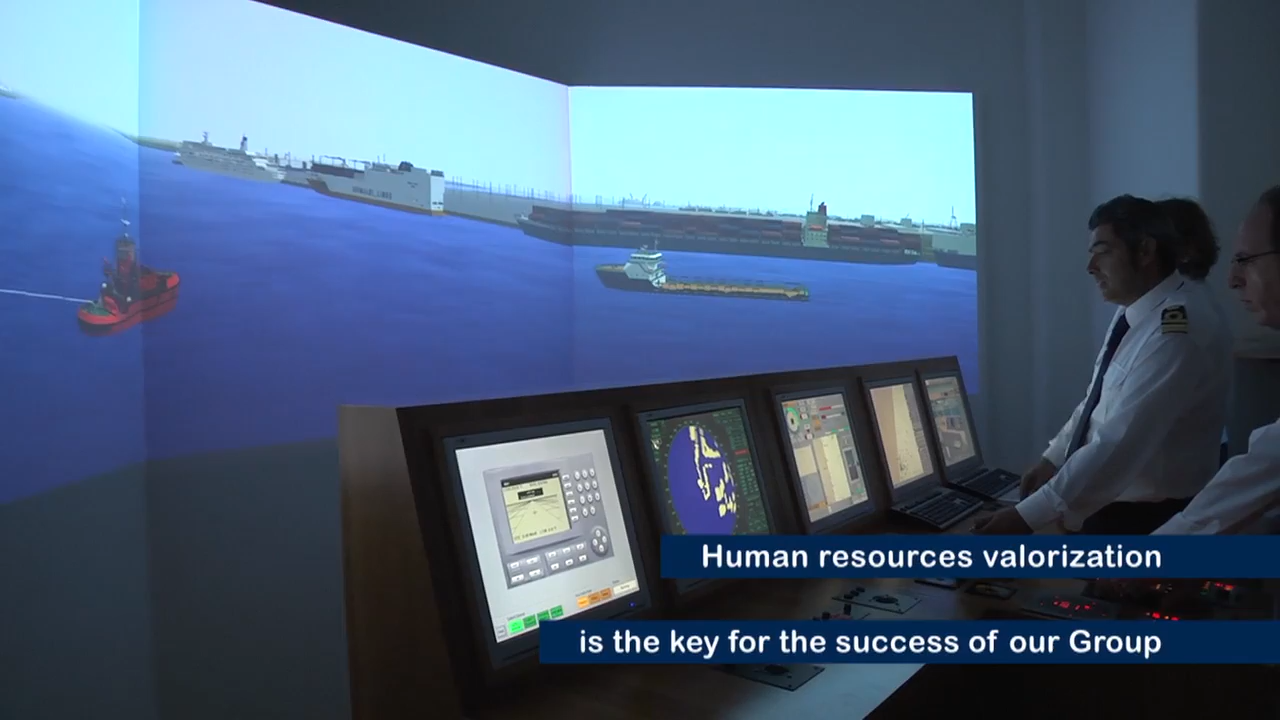 Human resources valorization
is the key for the success of our Group